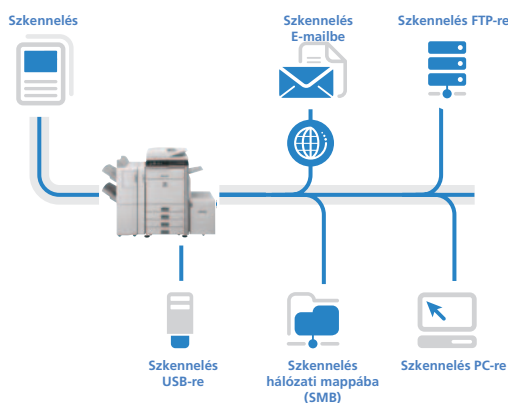 Szkennelés
Szkennelés
E-mailbe
Szkennelés FTP-re
Szkennelés
USB-re
Szkennelés
hálózati mappába
(SMB)
Szkennelés PC-re